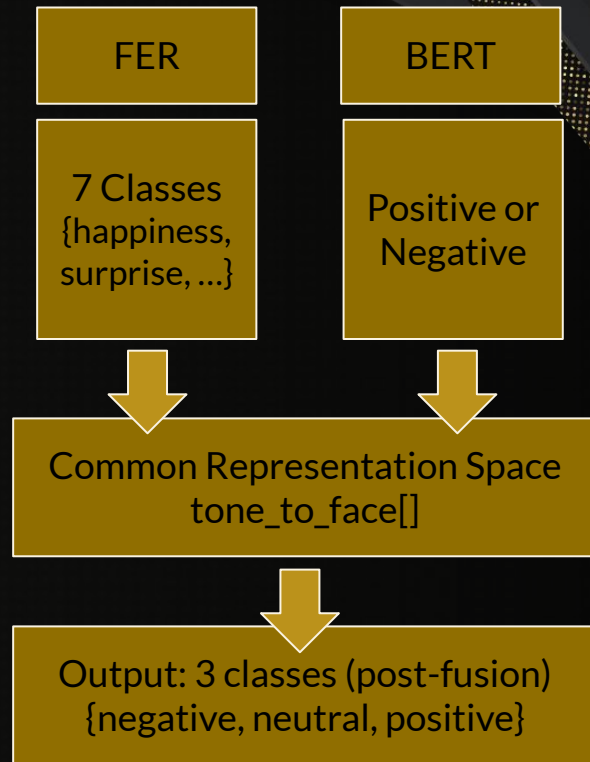 FER
BERT
7 Classes
{happiness,
surprise, ...}
Positive or
Negative
Common Representation Space
tone_to_face[]
Output: 3 classes (post-fusion)
{negative, neutral, positive}